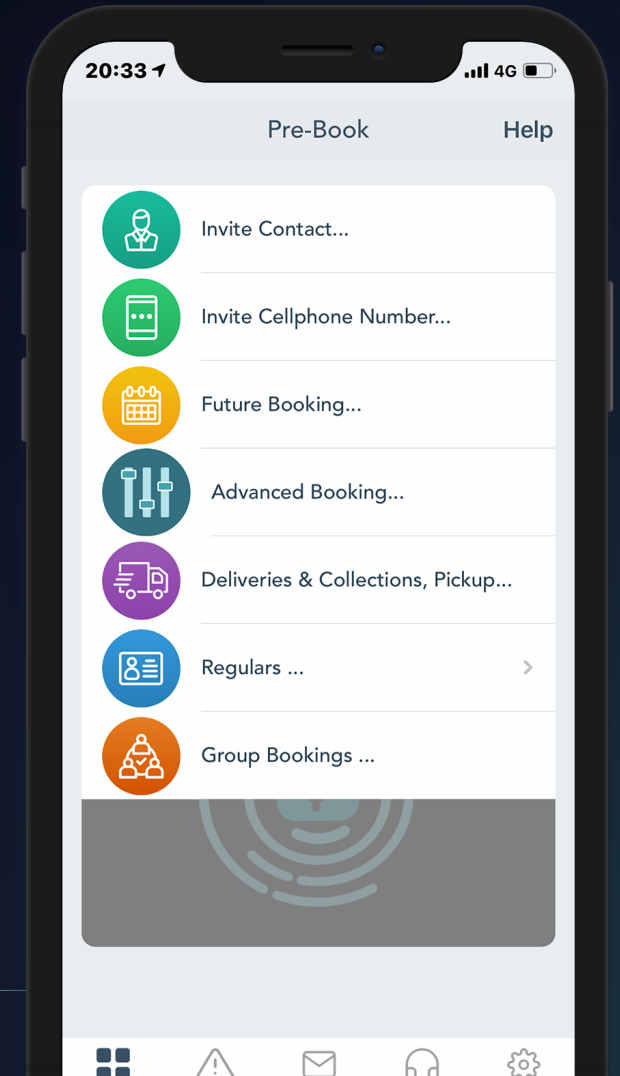 20:33
4G
Pre-Book
Help
Invite Contact...
Invite Cellphone Number...
Future Booking...
Advanced Booking...
Deliveries & Collections, Pickup...
Regulars ...
Group Bookings ...